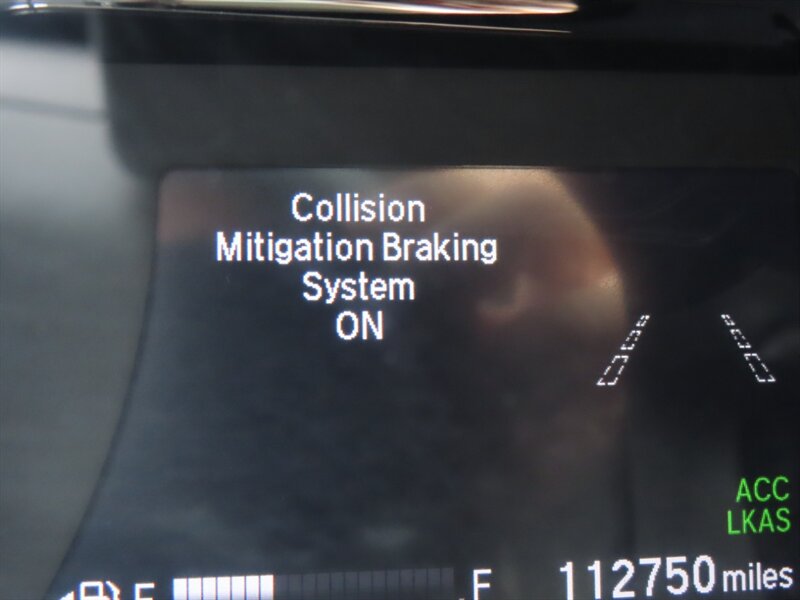 Collision
Mitigation Braking
System
ON
ACC
LKAS
E F 112750 miles